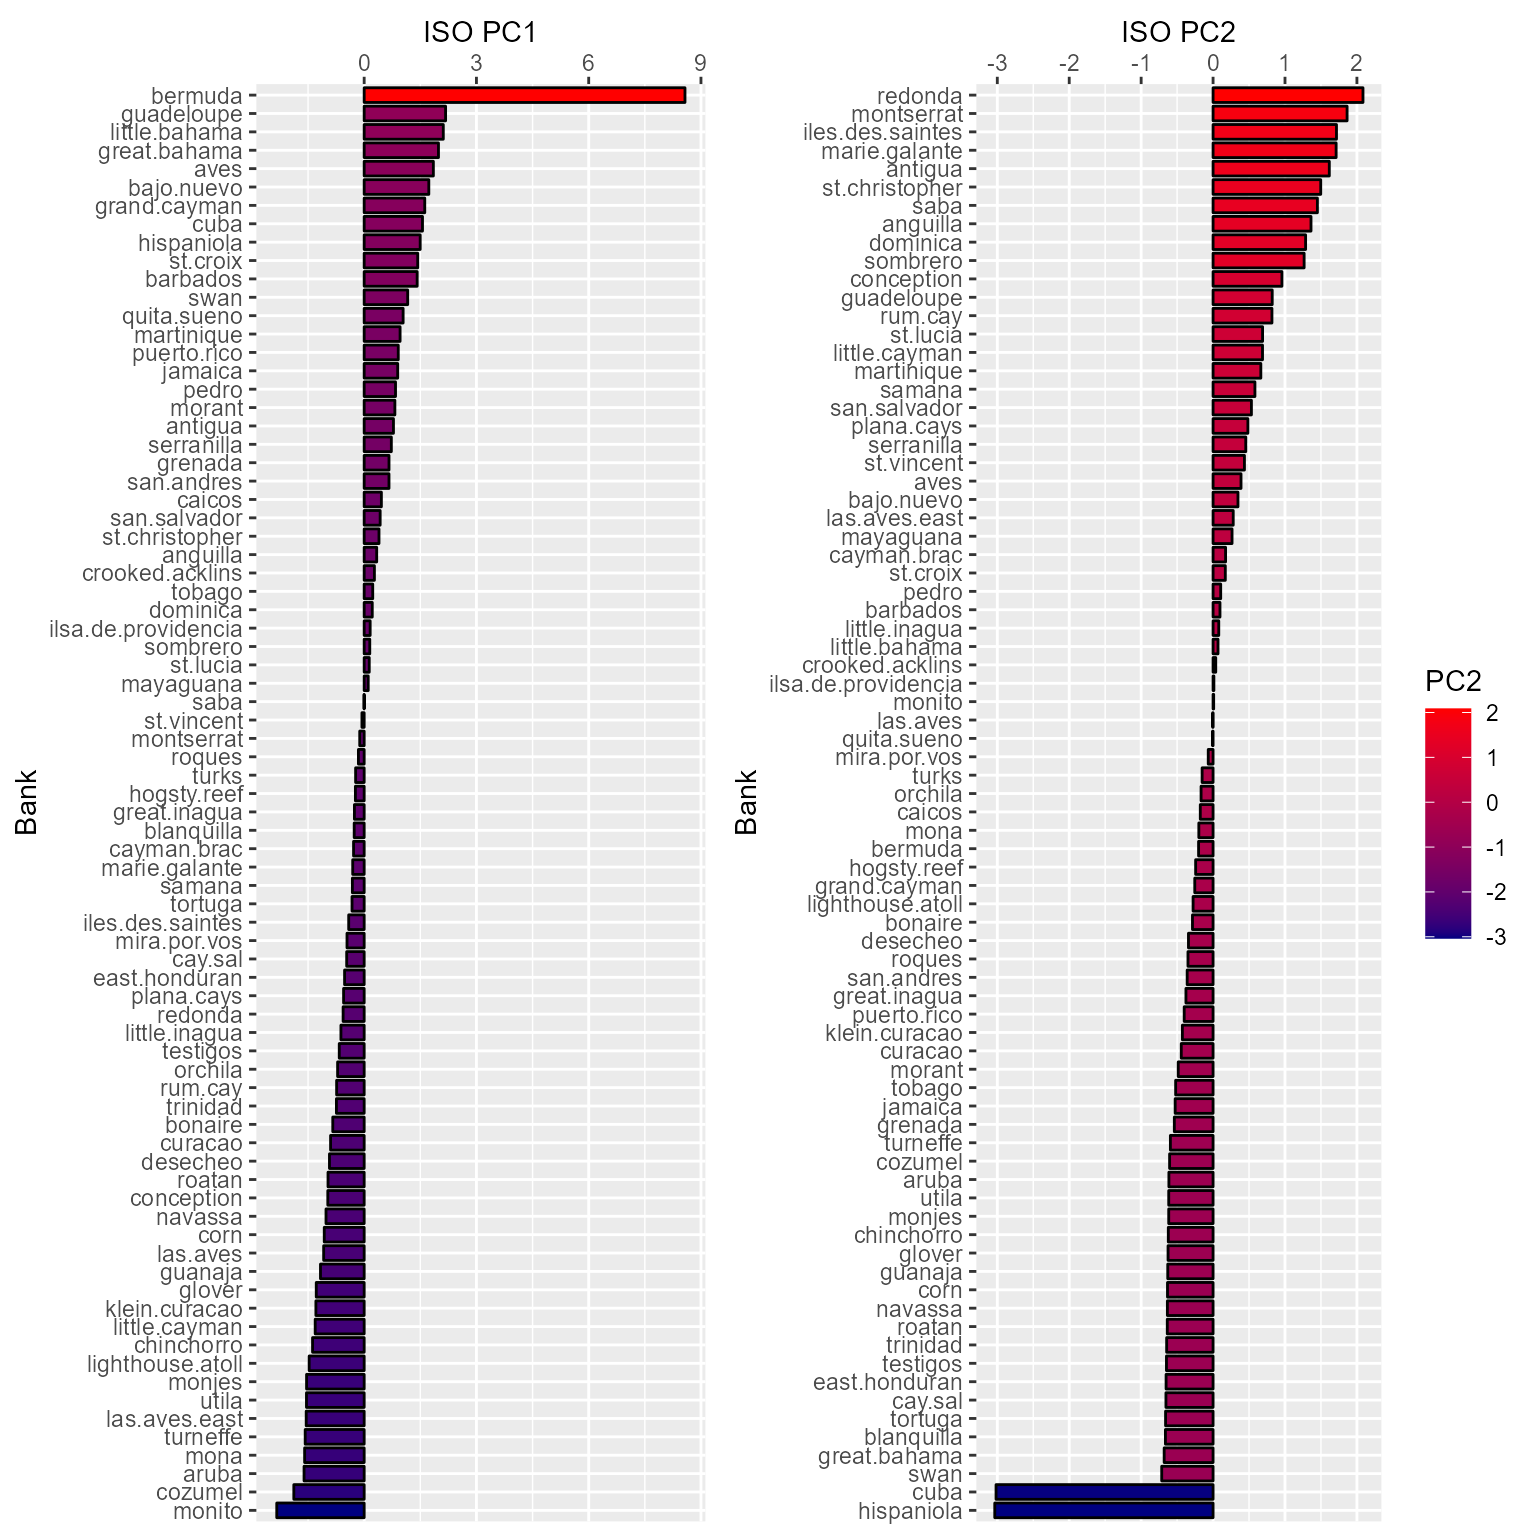 ISO PC1
0 3 6 9
Bank
bermuda
guadeloupe
little.bahama
great.bahama
aves
bajo.nuevo
grand.cayman
cuba
hispaniola
st.croix
barbados
swan
quita.sueno
martinique
puerto.rico
jamaica
pedro
morant
antigua
serranilla
grenada
san.andres
caicos
san.salvador
st.christopher
anguilla
crooked.acklins
tobago
dominica
ilsa.de.providencia
sombrero
st.lucia
mayaguana
saba
st.vincent
montserrat
roques
turks
hogsty.reef
great.inagua
blanquilla
cayman.brac
marie.galante
samana
tortuga
iles.des.saintes
mira.por.vos
cay.sal
east.honduran
plana.cays
redonda
little.inagua
testigos
orchila
rum.cay
trinidad
bonaire
curacao
desecheo
roatan
conception
navassa
corn
las.aves
guanaja
glover
klein.curacao
little.cayman
chinchorro
lighthouse.atoll
monjes
utila
las.aves.east
turneffe
mona
aruba
cozumel
monito
ISO PC2
-3 -2 -1 0 1 2
Bank
redonda
montserrat
iles.des.saintes
marie.galante
antigua
st.christopher
saba
anguilla
dominica
sombrero
conception
guadeloupe
rum.cay
st.lucia
little.cayman
martinique
samana
san.salvador
plana.cays
serranilla
st.vincent
aves
bajo.nuevo
las.aves.east
mayaguana
cayman.brac
st.croix
pedro
barbados
little.inagua
little.bahama
crooked.acklins
ilsa.de.providencia
monito
las.aves
quita.sueno
mira.por.vos
turks
orchila
caicos
mona
bermuda
hogsty.reef
grand.cayman
lighthouse.atoll
bonaire
desecheo
roques
san.andres
great.inagua
puerto.rico
klein.curacao
curacao
morant
tobago
jamaica
grenada
turneffe
cozumel
aruba
utila
monjes
chinchorro
glover
guanaja
corn
navassa
roatan
trinidad
testigos
east.honduran
cay.sal
tortuga
blanquilla
great.bahama
swan
cuba
hispaniola
PC2
2
1
0
-1
-2
-3